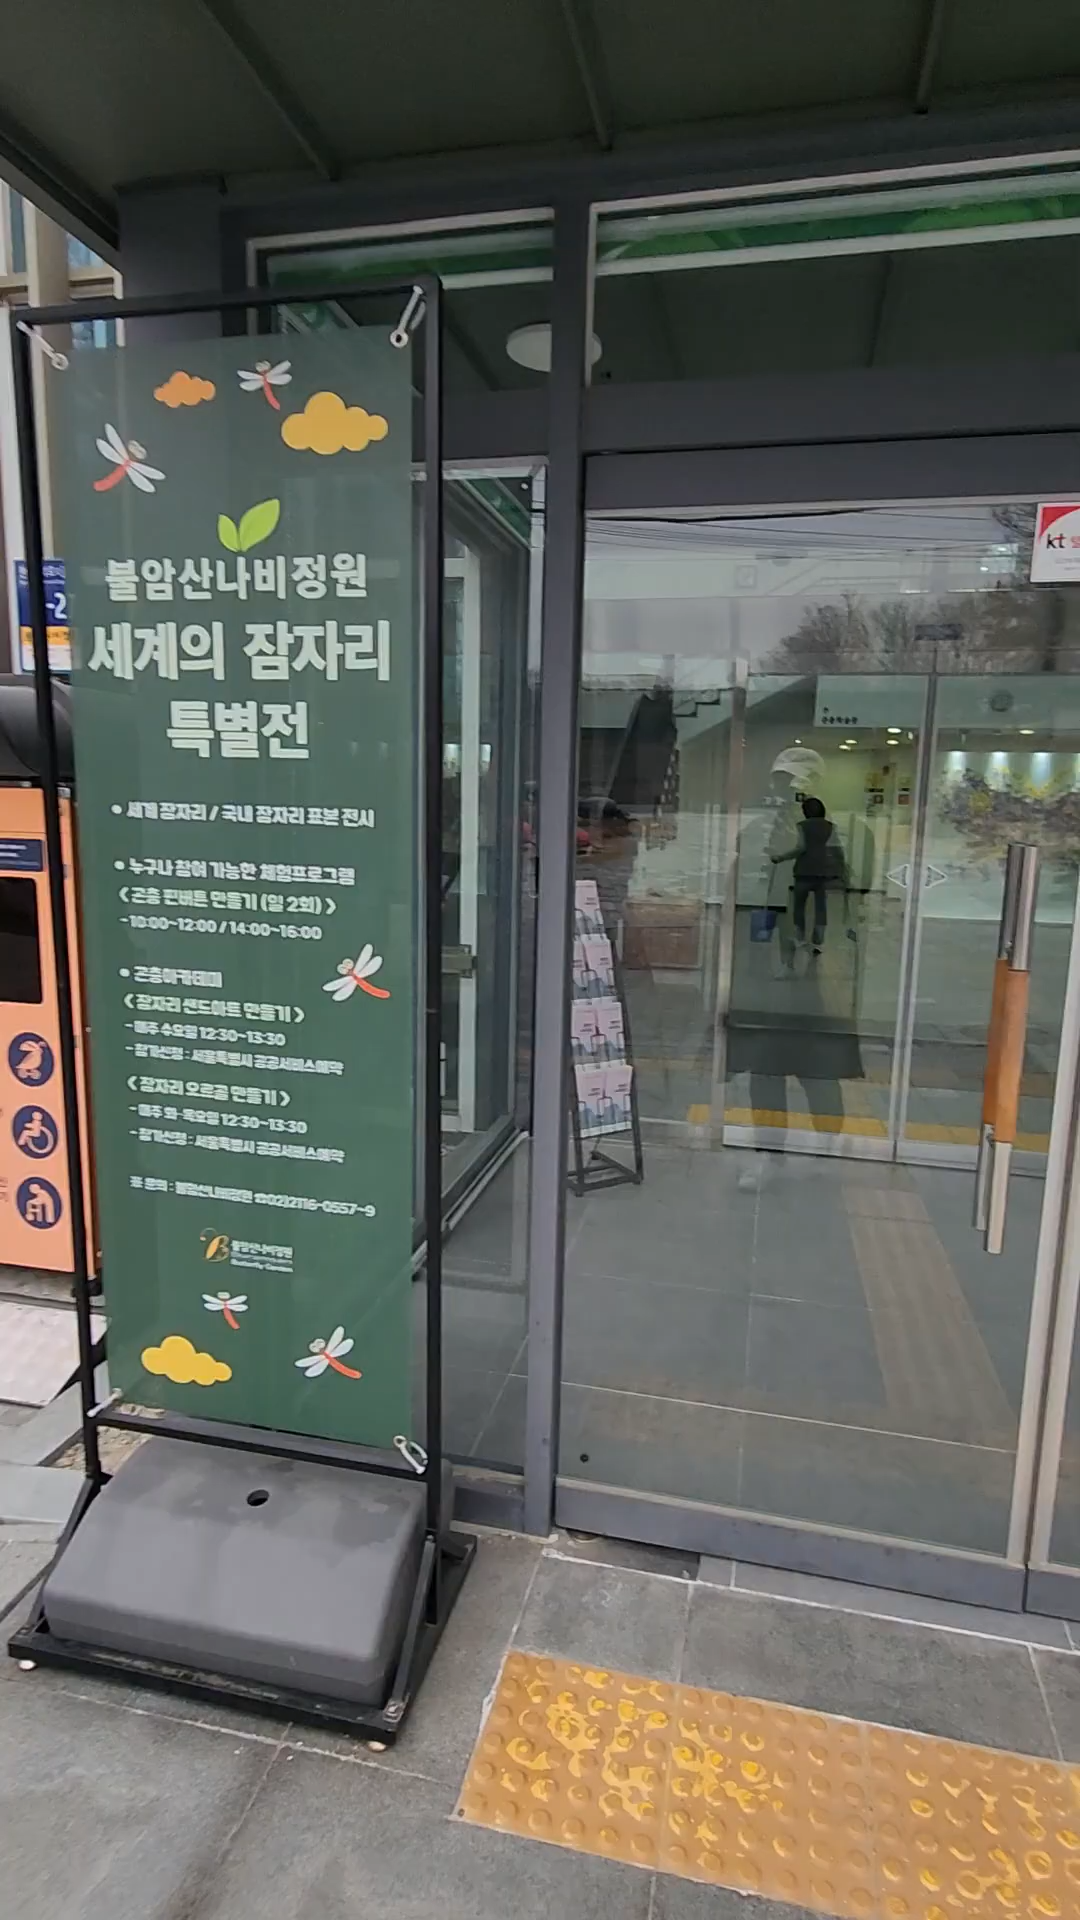 불암산나비정원
세계의 잠자리
특별전
• 세계 잠자리 / 국내 잠자리 표본 전시
• 누구나 참여 가능한 체험프로그램
< 곤충 핀버튼 만들기 (일 2회) >
-10:00~12:00 / 14:00~16:00
• 곤충아카데미
< 잠자리 샌드아트 만들기 >
- 매주 수요일 12:30~13:30
- 참가신청 : 서울특별시 공공서비스예약
< 잠자리 오르골 만들기 >
- 매주 화·목요일 12:30~13:30
- 참가신청 : 서울특별시 공공서비스예약
※ 문의 : 불암산나비정원 ☎02)2116-0557~9
불암산나비정원
Butterfly Garden
kt